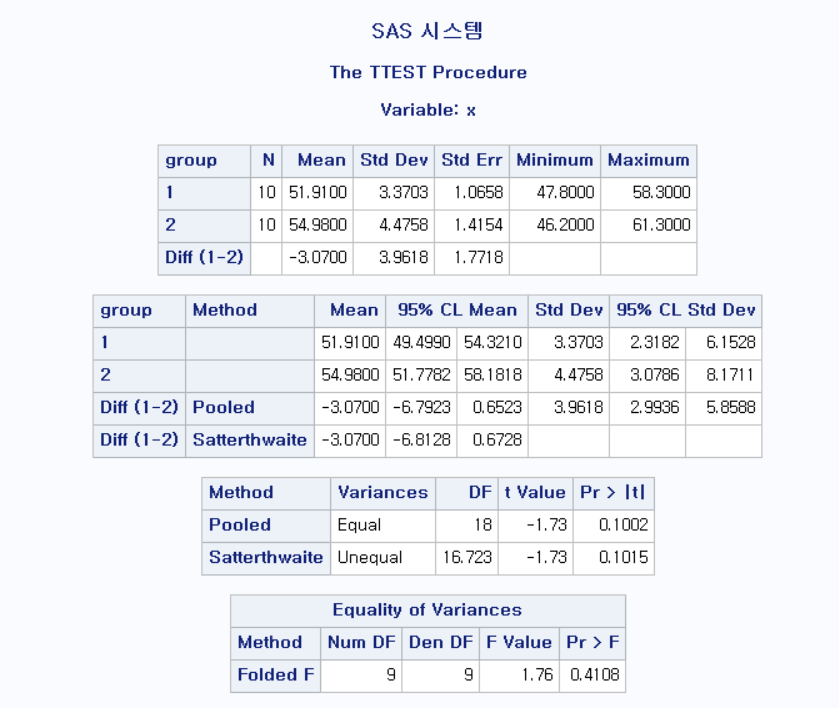 SAS 시스템
The TTEST Procedure
Variable: x
group N Mean Std Dev Std Err Minimum Maximum
1 10 51.9100 3.3703 1.0658 47.8000 58.3000
2 10 54.9800 4.4758 1.4154 46.2000 61.3000
Diff (1-2) -3.0700 3.9618 1.7718
group Method Mean 95% CL Mean Std Dev 95% CL Std Dev
1 51.9100 49.4990 54.3210 3.3703 2.3182 6.1528
2 54.9800 51.7782 58.1818 4.4758 3.0786 8.1711
Diff (1-2) Pooled -3.0700 -6.7923 0.6523 3.9618 2.9936 5.8588
Diff (1-2) Satterthwaite -3.0700 -6.8128 0.6728
Method Variances DF t Value Pr > |t|
Pooled Equal 18 -1.73 0.1002
Satterthwaite Unequal 16.723 -1.73 0.1015
Equality of Variances
Method Num DF Den DF F Value Pr > F
Folded F 9 9 1.76 0.4108